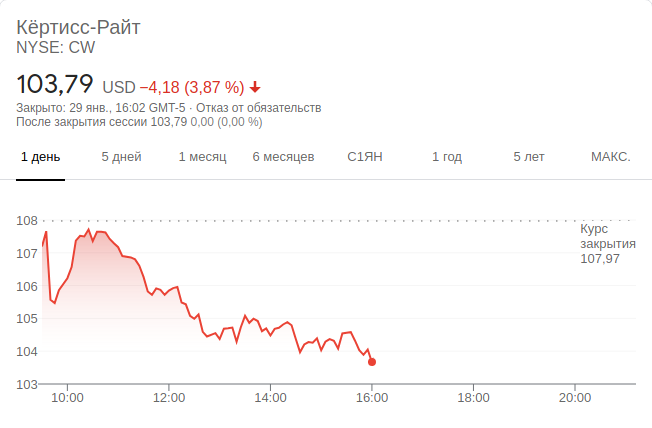 Кёртисс-Райт
NYSE: CW
103,79 USD −4,18 (3,87 %)
Закрыто: 29 янв., 16:02 GMT-5 · Отказ от обязательств
После закрытия сессии 103,79 0,00 (0,00 %)
1 день 5 дней 1 месяц 6 месяцев С1ЯН 1 год 5 лет МАКС.
108
Курс
закрытия
107,97
107
106
105
104
103
10:00 12:00 14:00 16:00 18:00 20:00